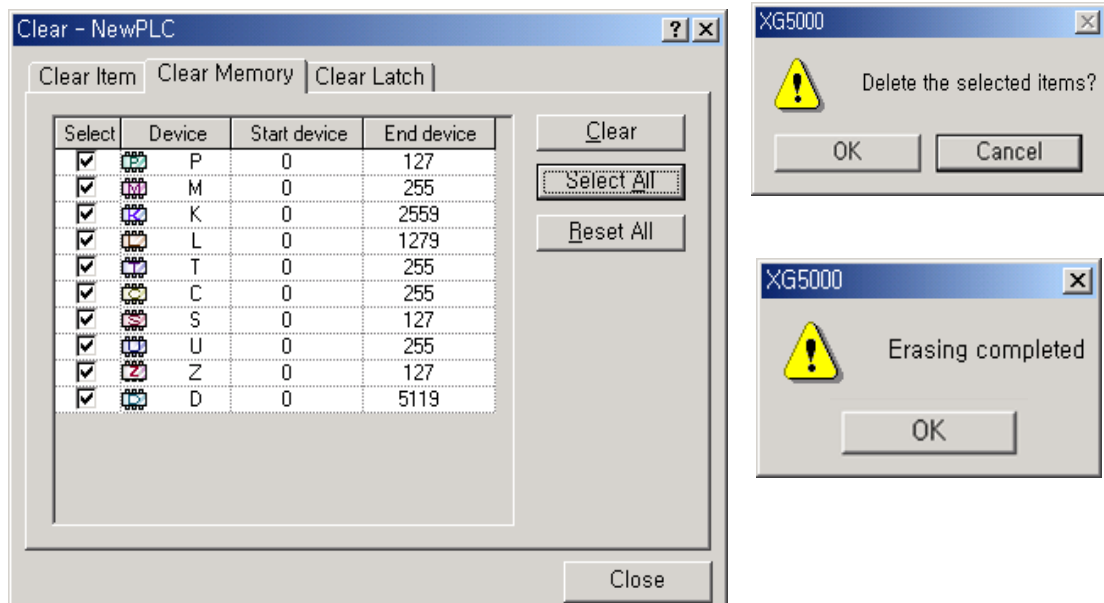 Clear - NewPLC
Clear Item Clear Memory Clear Latch
Select Device Start device End device
P 0 127
M 0 255
K 0 2559
L 0 1279
T 0 255
C 0 255
S 0 127
U 0 255
Z 0 127
D 0 5119
Clear
Select All
Reset All
Close
XG5000
Delete the selected items?
OK Cancel
XG5000
Erasing completed
OK